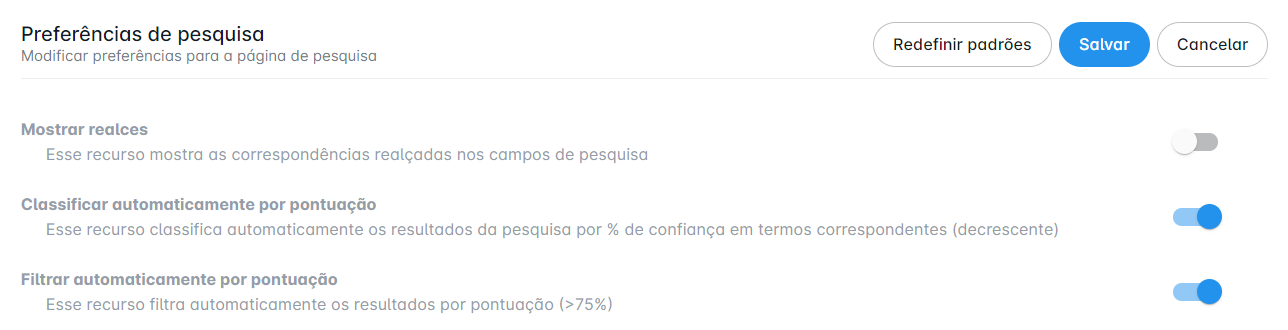 Preferências de pesquisa
Modificar preferências para a página de pesquisa
Redefinir padrões
Salvar
Cancelar
Mostrar realces
Esse recurso mostra as correspondências realçadas nos campos de pesquisa
Classificar automaticamente por pontuação
Esse recurso classifica automaticamente os resultados da pesquisa por % de confiança em termos correspondentes (decrescente)
Filtrar automaticamente por pontuação
Esse recurso filtra automaticamente os resultados por pontuação (>75%)